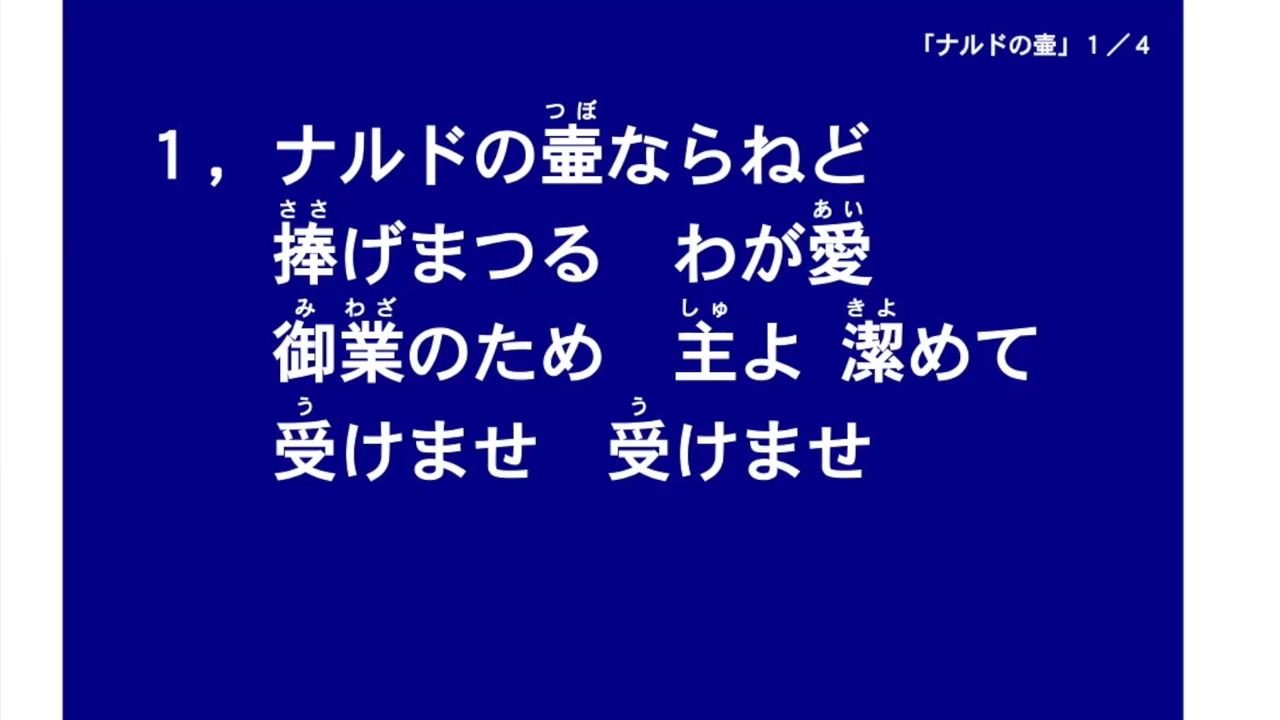 「ナルドの壷」１／４
１，ナルドの壷ならねど
捧げまつる　わが愛
御業のため　主よ 潔めて
受けませ　受けませ